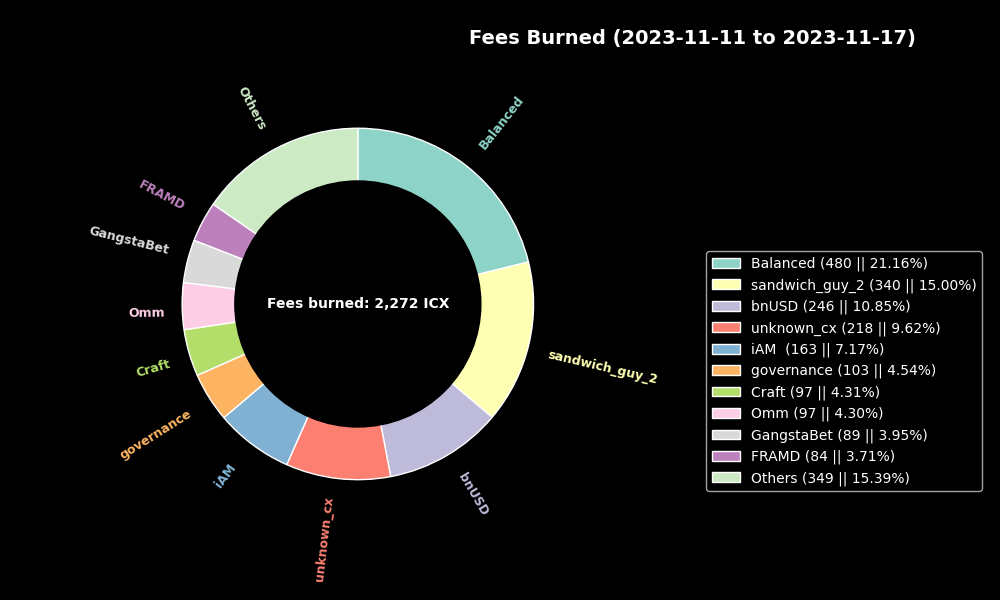 Fees Burned (2023-11-11 to 2023-11-17)
Others
Balanced
FRAMD
GangstaBet
Omm
Craft
governance
iAM
unknown_cx
bnUSD
sandwich_guy_2
Fees burned: 2,272 ICX
Balanced (480 || 21.16%)
sandwich_guy_2 (340 || 15.00%)
bnUSD (246 || 10.85%)
unknown_cx (218 || 9.62%)
iAM  (163 || 7.17%)
governance (103 || 4.54%)
Craft (97 || 4.31%)
Omm (97 || 4.30%)
GangstaBet (89 || 3.95%)
FRAMD (84 || 3.71%)
Others (349 || 15.39%)